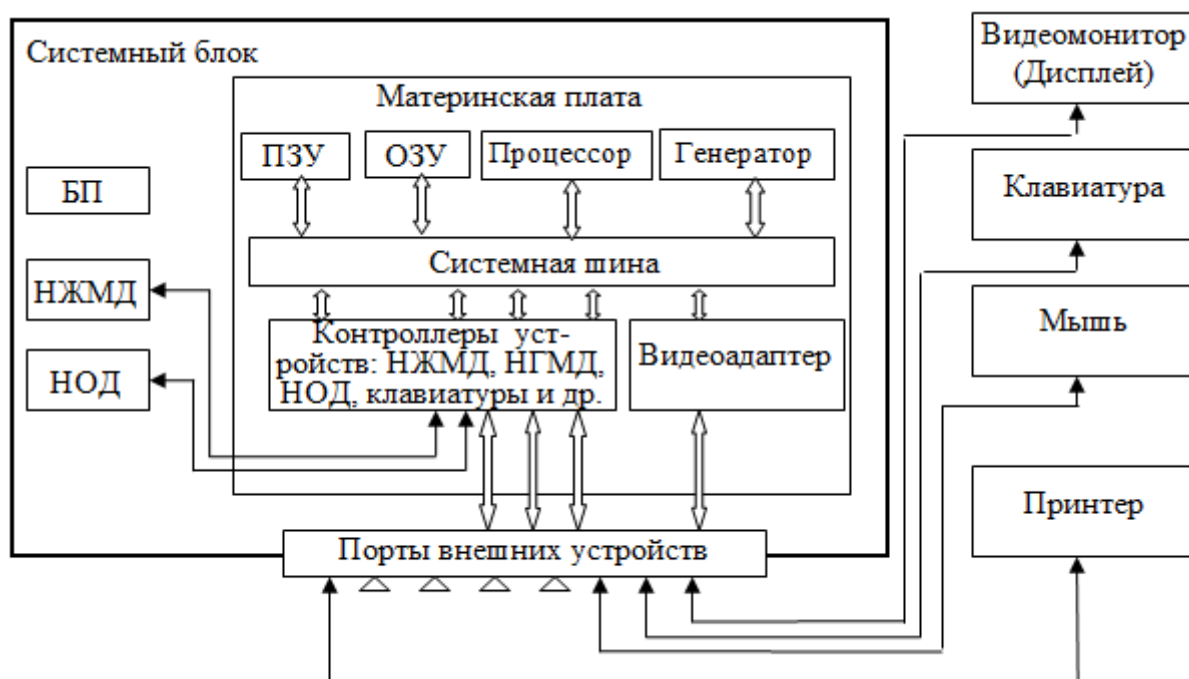 Системный блок
Материнская плата
ПЗУ
ОЗУ
Процессор
Генератор
БП
Системная шина
НЖМД
НОД
Контроллеры уст-
ройств: НЖМД, НГМД,
НОД, клавиатуры и др.
Видеоадаптер
Порты внешних устройств
Видеомонитор
(Дисплей)
Клавиатура
Мышь
Принтер